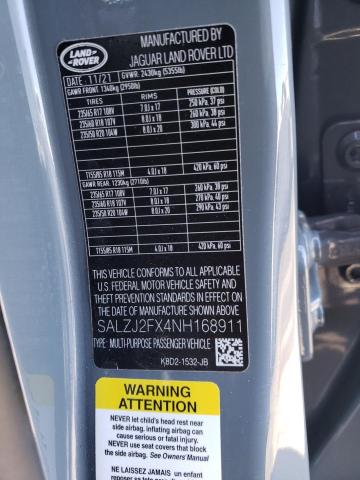 LAND-
ROVER
MANUFACTURED BY
JAGUAR LAND ROVER LTD
DATE: 11/21 GVWR: 2430kg (5355lb)
GAWR FRONT 1340kg (2950lb)
TIRES RIMS PRESSURE (COLD)
235/65 R17 108V 7.0J x 17 250 kPa, 37 psi
235/60 R18 107V 8.0J x 18 260 kPa, 38 psi
235/50 R20 104W 8.0J x 20 300 kPa, 44 psi
T155/85 R18 115M 4.0J x 18 420 kPa, 60 psi
GAWR REAR: 1230kg (2710lb)
235/65 R17 108V 7.0J x 17 260 kPa, 38 psi
235/60 R18 107V 8.0J x 18 270 kPa, 40 psi
235/50 R20 104W 8.0J x 20 290 kPa, 43 psi
T155/85 R18 115M 4.0J x 18 420 kPa, 60 psi
THIS VEHICLE CONFORMS TO ALL APPLICABLE
U.S. FEDERAL MOTOR VEHICLE SAFETY AND
THEFT PREVENTION STANDARDS IN EFFECT ON THE
DATE OF MANUFACTURE SHOWN ABOVE.
SALZJ2FX4NH168911
TYPE: MULTI-PURPOSE PASSENGER VEHICLE
K8D2-1532-JB
WARNING
ATTENTION
NEVER let child's head rest near
side airbag. Inflating airbag can
cause serious or fatal injury.
NEVER use seat covers that block
the side airbag. See Owners Manual
NE LAISSEZ JAMAIS un enfant